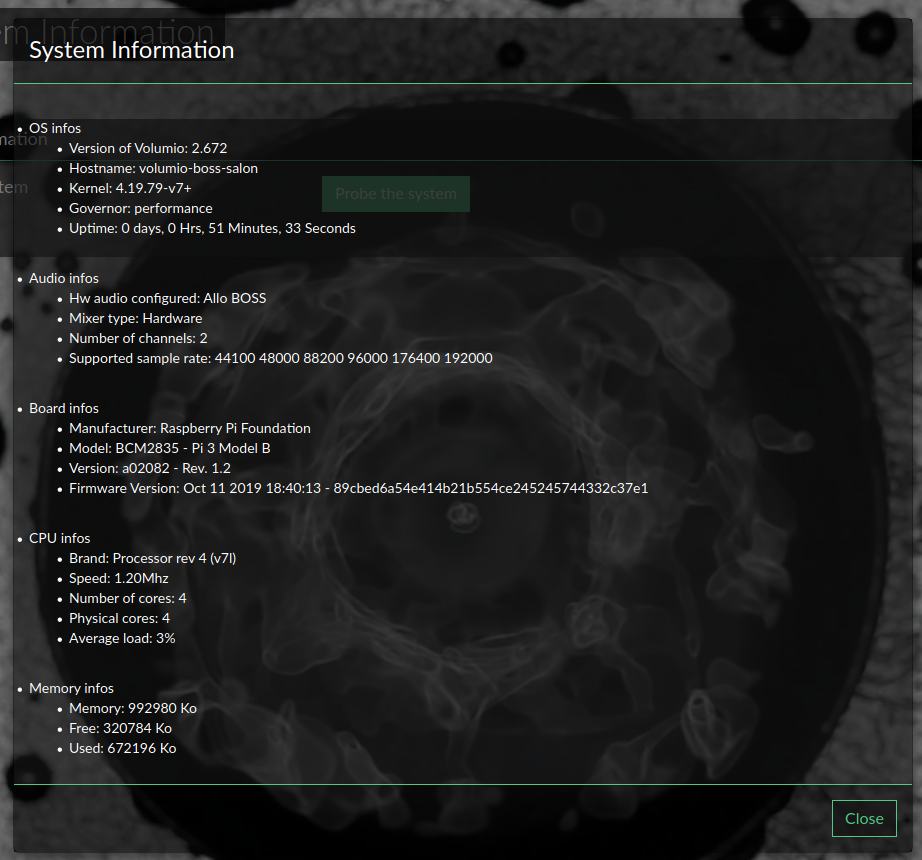 em Information
System Information
• OS infos
mation
• Version of Volumio: 2.672
• Hostname: volumio-boss-salon
• Kernel: 4.19.79-v7+
tem
Probe the system
• Governor: performance
• Uptime: 0 days, 0 Hrs, 51 Minutes, 33 Seconds
• Audio infos
• Hw audio configured: Allo BOSS
• Mixer type: Hardware
• Number of channels: 2
• Supported sample rate: 44100 48000 88200 96000 176400 192000
• Board infos
• Manufacturer: Raspberry Pi Foundation
• Model: BCM2835 - Pi 3 Model B
• Version: a02082 - Rev. 1.2
• Firmware Version: Oct 11 2019 18:40:13 - 89cbed6a54e414b21b554ce245245744332c37e1
• CPU infos
• Brand: Processor rev 4 (v7l)
• Speed: 1.20Mhz
• Number of cores: 4
• Physical cores: 4
• Average load: 3%
• Memory infos
• Memory: 992980 Ko
• Free: 320784 Ko
• Used: 672196 Ko
Close